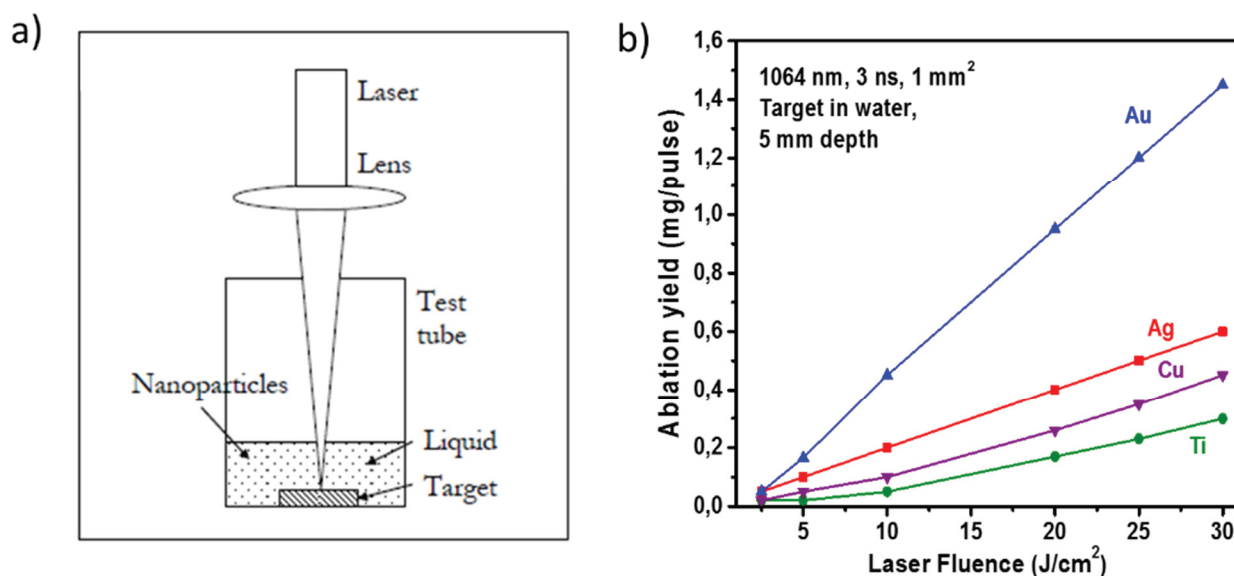 a)
Laser
Lens
Test
tube
Nanoparticles
Liquid
Target
b)
1064 nm, 3 ns, 1 mm²
Target in water,
5 mm depth
Au
Ag
Cu
Ti
Ablation yield (mg/pulse)
1,6
1,4
1,2
1,0
0,8
0,6
0,4
0,2
0,0
5
10
15
20
25
30
Laser Fluence (J/cm²)